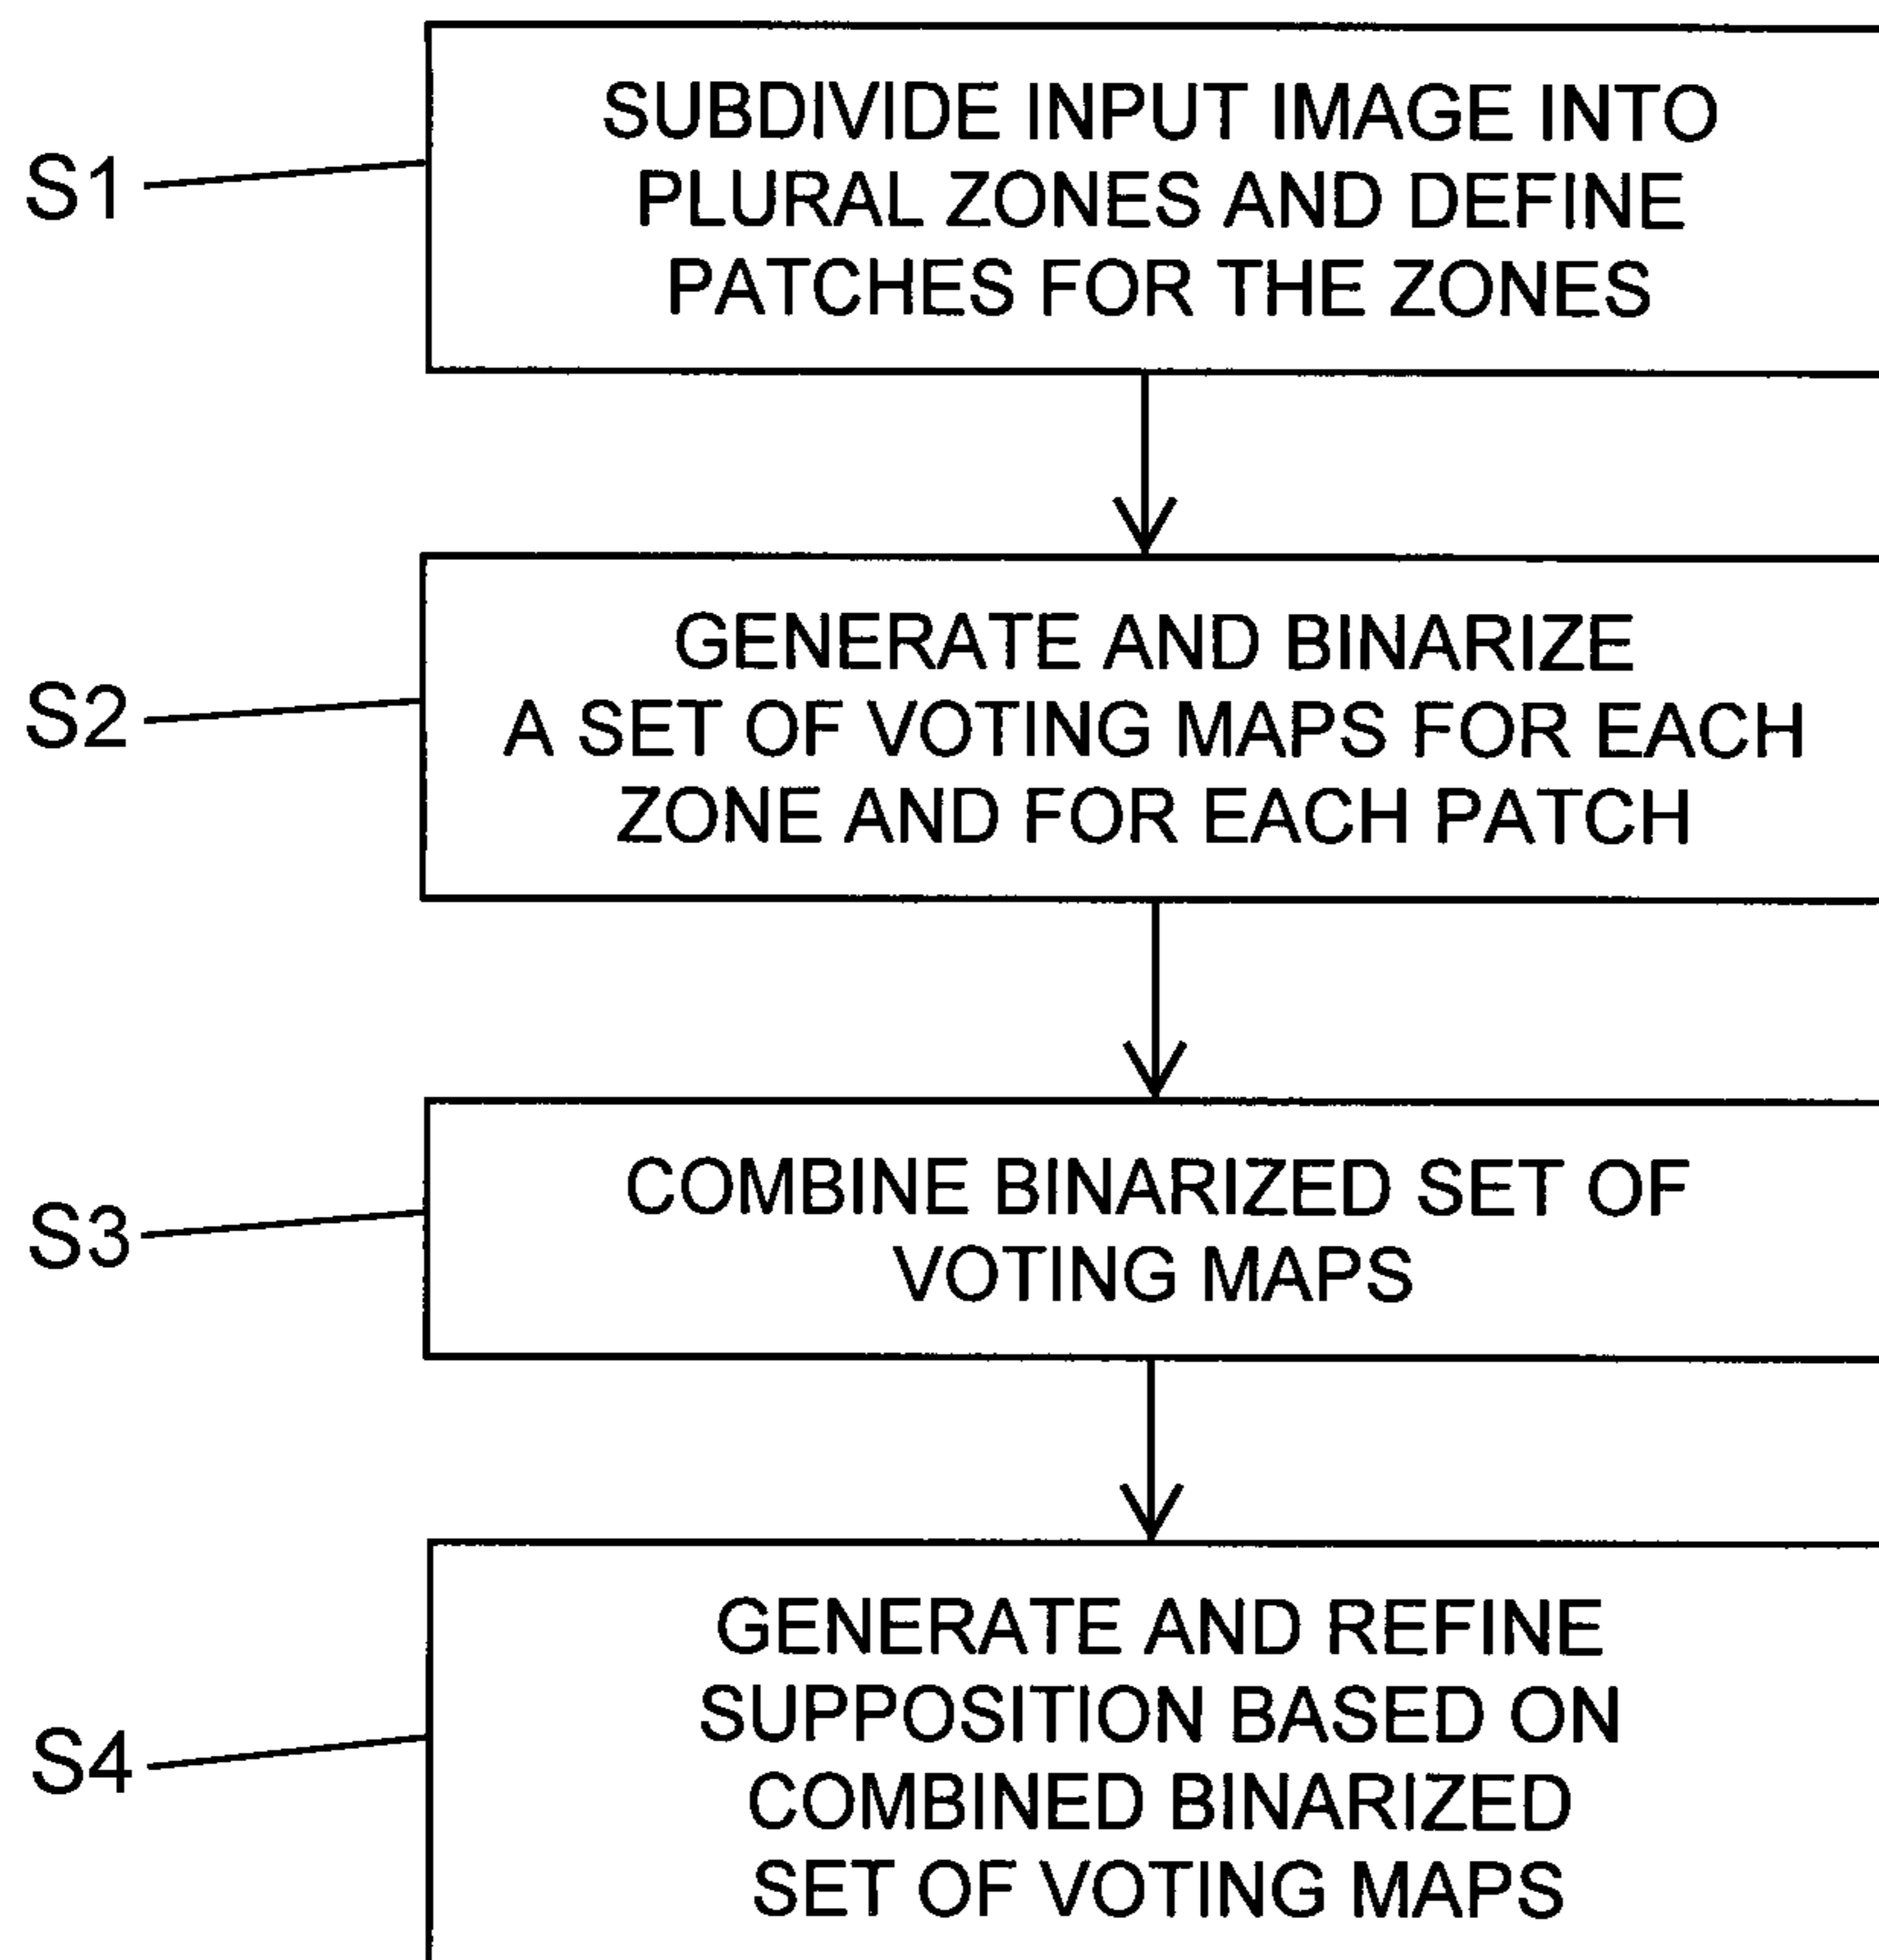 S1
SUBDIVIDE INPUT IMAGE INTO
PLURAL ZONES AND DEFINE
PATCHES FOR THE ZONES
S2
GENERATE AND BINARIZE
A SET OF VOTING MAPS FOR EACH
ZONE AND FOR EACH PATCH
S3
COMBINE BINARIZED SET OF
VOTING MAPS
S4
GENERATE AND REFINE
SUPPOSITION BASED ON
COMBINED BINARIZED
SET OF VOTING MAPS